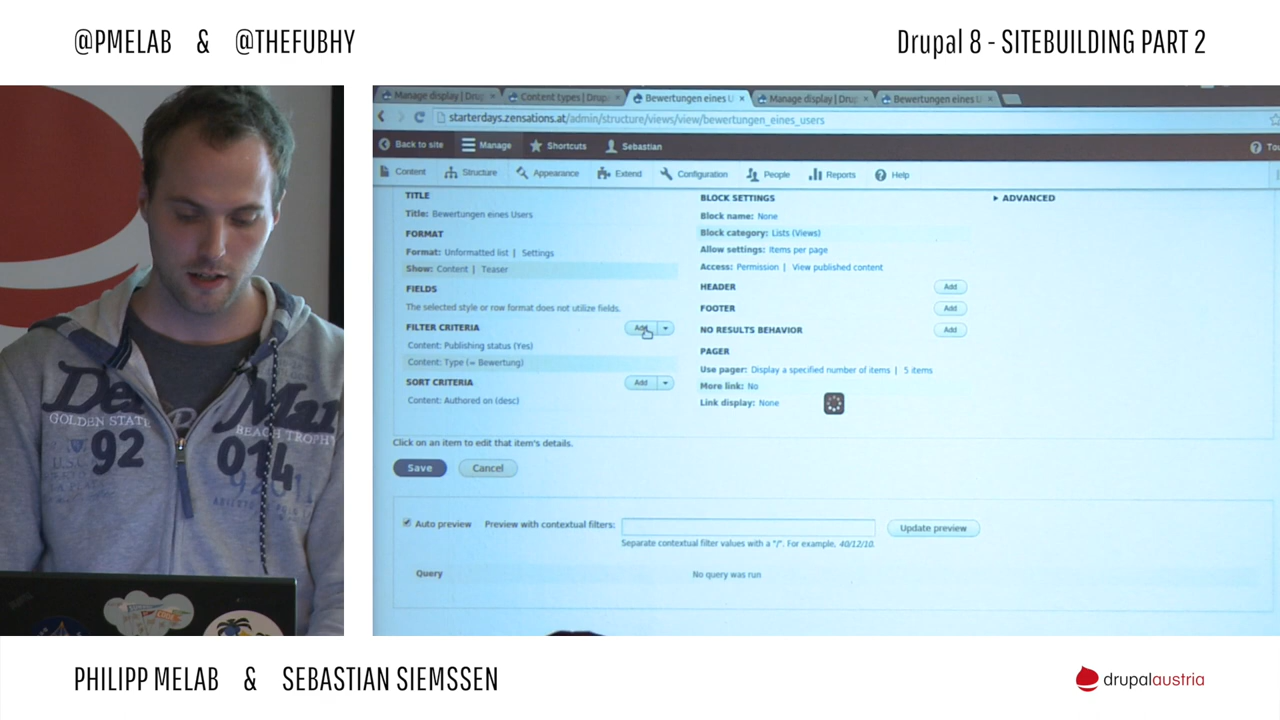 @PMELAB & @THEFUBHY
Drupal 8 - SITEBUILDING PART 2
Manage display | Drup
Content types | Drup
Bewertungen eines U
Manage display | Drup
Bewertungen eines U
starterdays.zensations.at/admin/structure/views/view/bewertungen_eines_users
Back to site
Manage
Shortcuts
Sebastian
Tou
Content
Structure
Appearance
Extend
Configuration
People
Reports
Help
TITLE
Title: Bewertungen eines Users
FORMAT
Format: Unformatted list | Settings
Show: Content | Teaser
FIELDS
The selected style or row format does not utilize fields.
FILTER CRITERIA
Add
Content: Publishing status (Yes)
Content: Type (= Bewertung)
SORT CRITERIA
Add
Content: Authored on (desc)
BLOCK SETTINGS
Block name: None
Block category: Lists (Views)
Allow settings: Items per page
Access: Permission | View published content
HEADER
Add
FOOTER
Add
NO RESULTS BEHAVIOR
Add
PAGER
Use pager: Display a specified number of items | 5 items
More link: No
Link display: None
ADVANCED
Click on an item to edit that item's details.
Save
Cancel
Auto preview
Preview with contextual filters:
Update preview
Separate contextual filter values with a "/". For example, 40/12/10.
Query
No query was run
GOLDEN STATE
BEACH TROPH
92
014
PHILIPP MELAB & SEBASTIAN SIEMSSEN
drupalaustria